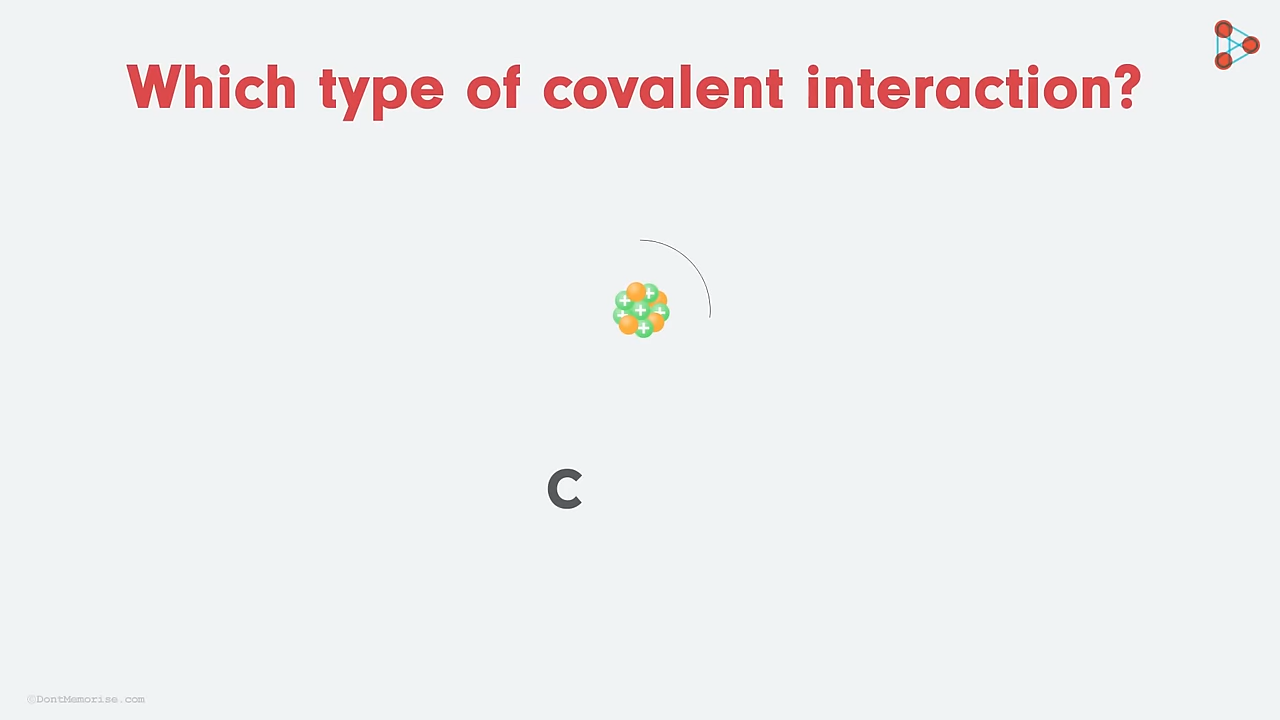 Which type of covalent interaction?
+ + + + + +
C
©DontMemorise.com